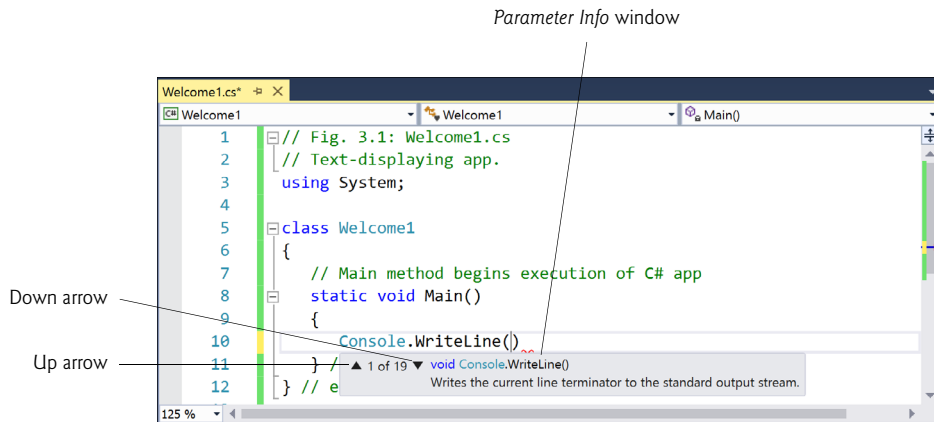 Parameter Info window
Welcome1.cs*
C# Welcome1 Welcome1 Main()
1 // Fig. 3.1: Welcome1.cs
2 // Text-displaying app.
3 using System;
4
5 class Welcome1
6 {
7 // Main method begins execution of C# app
Down arrow
8 static void Main()
9 {
10 Console.WriteLine()
Up arrow
11 } /
▲ 1 of 19 ▼ void Console.WriteLine()
Writes the current line terminator to the standard output stream.
12 } // e
125 %